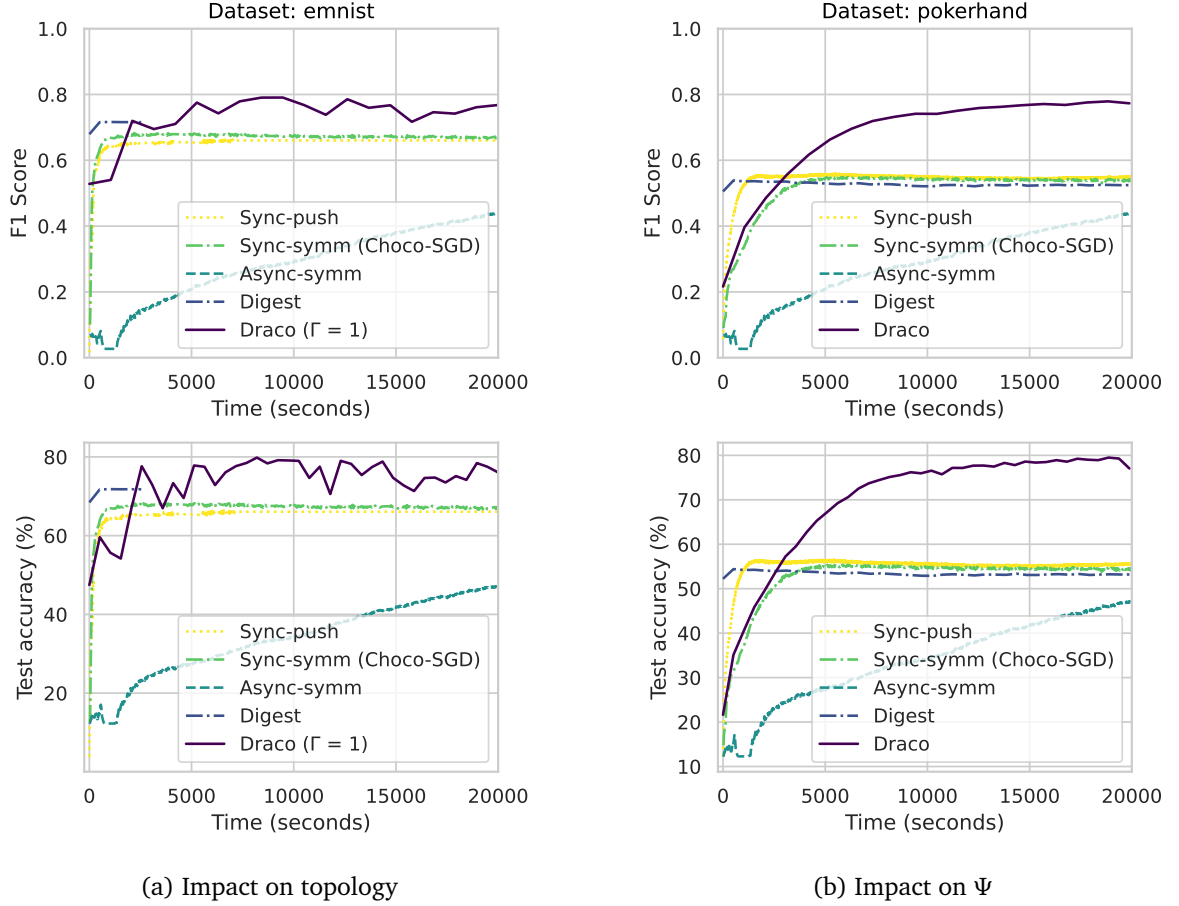 Dataset: emnist
1.0
0.8
0.6
0.4
0.2
0.0
F1 Score
Sync-push
Sync-symm (Choco-SGD)
Async-symm
Digest
Draco (Γ = 1)
0 5000 10000 15000 20000
Time (seconds)
Dataset: pokerhand
1.0
0.8
0.6
0.4
0.2
0.0
F1 Score
Sync-push
Sync-symm (Choco-SGD)
Async-symm
Digest
Draco
0 5000 10000 15000 20000
Time (seconds)
80
60
40
20
Test accuracy (%)
Sync-push
Sync-symm (Choco-SGD)
Async-symm
Digest
Draco (Γ = 1)
0 5000 10000 15000 20000
Time (seconds)
80
70
60
50
40
30
20
10
Test accuracy (%)
Sync-push
Sync-symm (Choco-SGD)
Async-symm
Digest
Draco
0 5000 10000 15000 20000
Time (seconds)
(a) Impact on topology
(b) Impact on Ψ